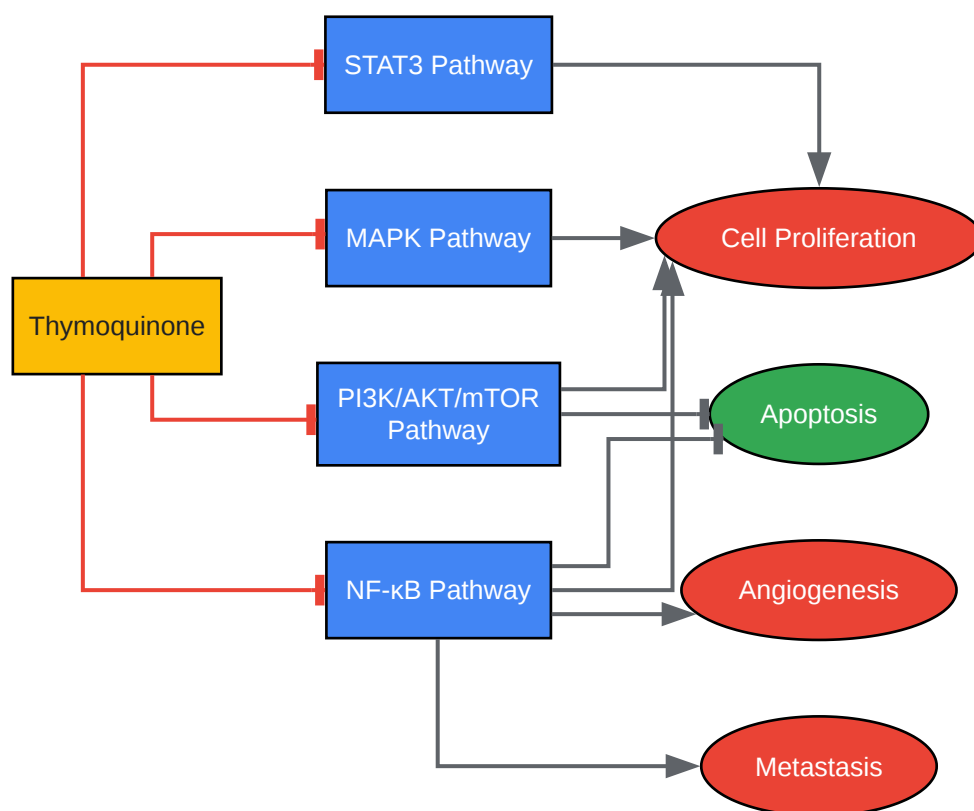 STAT3 Pathway
MAPK Pathway
Cell Proliferation
Thymoquinone
PI3K/AKT/mTOR
Pathway
Apoptosis
NF-κB Pathway
Angiogenesis
Metastasis